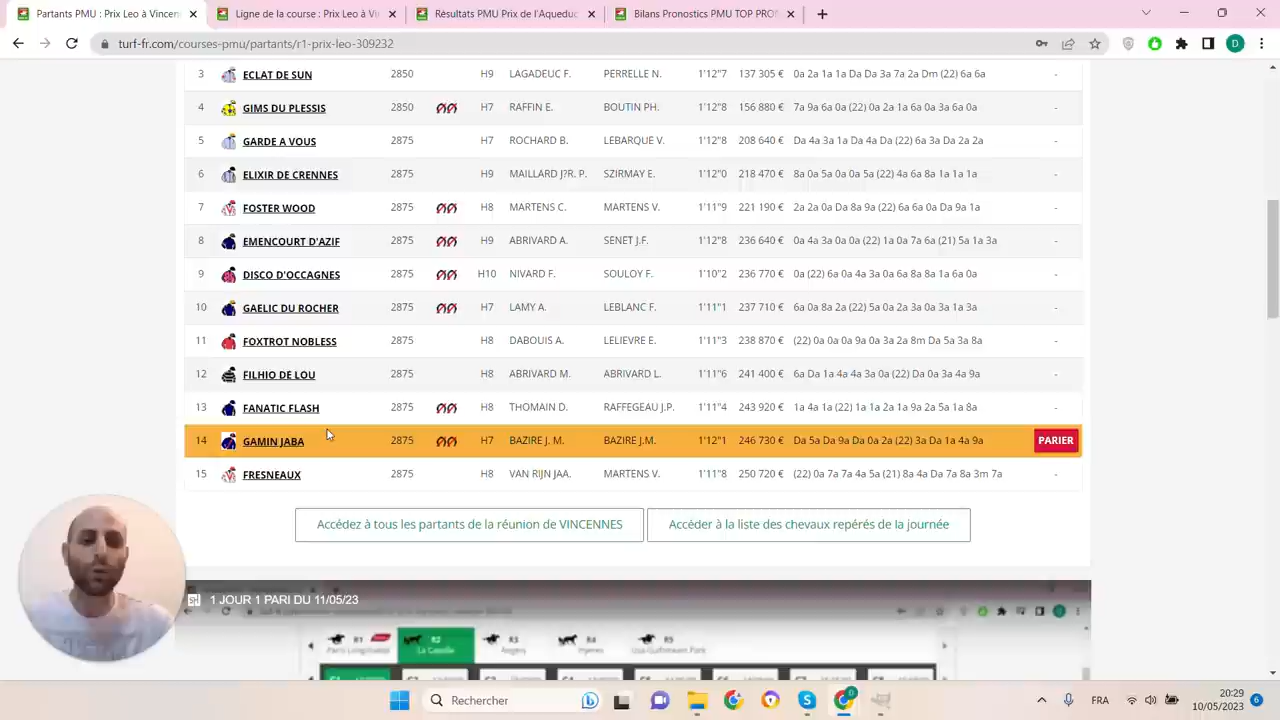 Partants PMU : Prix Leo à Vincen
Ligne de la course : Prix Leo à Vi
Résultats PMU Prix de l'Aqueduc
Bilans Pronostics PMU TOP PRO
turf-fr.com/courses-pmu/partants/r1-prix-leo-309232
3 ECLAT DE SUN 2850 H9 LAGADEUC F. PERRELLE N. 1'12"7 137 305 € 0a 2a 1a 1a Da Da 3a 7a 2a Dm (22) 6a 6a -
4 GIMS DU PLESSIS 2850 H7 RAFFIN E. BOUTIN PH. 1'12"8 156 880 € 7a 9a 6a 0a (22) 0a 2a 1a 6a 0a 3a 6a 0a -
5 GARDE A VOUS 2875 H7 ROCHARD B. LEBARQUE V. 1'12"8 208 640 € Da 4a 3a 1a Da 4a Da (22) 6a 3a Da 2a 2a -
6 ELIXIR DE CRENNES 2875 H9 MAILLARD J?R. P. SZIRMAY E. 1'12"0 218 470 € 8a 0a 5a 0a 0a 5a (22) 4a 6a 8a 1a 1a 1a -
7 FOSTER WOOD 2875 H8 MARTENS C. MARTENS V. 1'11"9 221 190 € 2a 2a 0a Da 8a 9a (22) 6a 6a 0a Da 9a 1a -
8 EMENCOURT D'AZIF 2875 H9 ABRIVARD A. SENET J.F. 1'12"8 236 640 € 0a 4a 3a 0a 0a (22) 1a 0a 7a 6a (21) 5a 1a 3a -
9 DISCO D'OCCAGNES 2875 H10 NIVARD F. SOULOY F. 1'10"2 236 770 € 0a (22) 6a 0a 4a 3a 0a 6a 8a 8a 1a 6a 0a -
10 GAELIC DU ROCHER 2875 H7 LAMY A. LEBLANC F. 1'11"1 237 710 € 6a 0a 8a 2a (22) 5a 0a 2a 3a 0a 3a 1a 3a -
11 FOXTROT NOBLESS 2875 H8 DABOUIS A. LELIEVRE E. 1'11"3 238 870 € (22) 0a 0a 0a 9a 0a 3a 2a 8m Da 5a 3a 8a -
12 FILHIO DE LOU 2875 H8 ABRIVARD M. ABRIVARD L. 1'11"6 241 400 € 6a Da 1a 4a 4a 3a 0a (22) Da 0a 3a 4a 9a -
13 FANATIC FLASH 2875 H8 THOMAIN D. RAFFEGEAU J.P. 1'11"4 243 920 € 1a 4a 1a (22) 1a 1a 2a 1a 9a 2a 5a 1a 8a -
14 GAMIN JABA 2875 H7 BAZIRE J. M. BAZIRE J.M. 1'12"1 246 730 € Da 5a Da 9a Da 0a 2a (22) 3a Da 1a 4a 9a PARIER
15 FRESNEAUX 2875 H8 VAN RIJN JAA. MARTENS V. 1'11"8 250 720 € (22) 0a 7a 7a 4a 5a (21) 8a 4a Da 7a 8a 3m 7a -
Accédez à tous les partants de la réunion de VINCENNES
Accéder à la liste des chevaux repérés de la journée
1 JOUR 1 PARI DU 11/05/23
R1 R2 R3 R4 R5
La Capelle Angers
Rechercher
FRA
20:29
10/05/2023
6